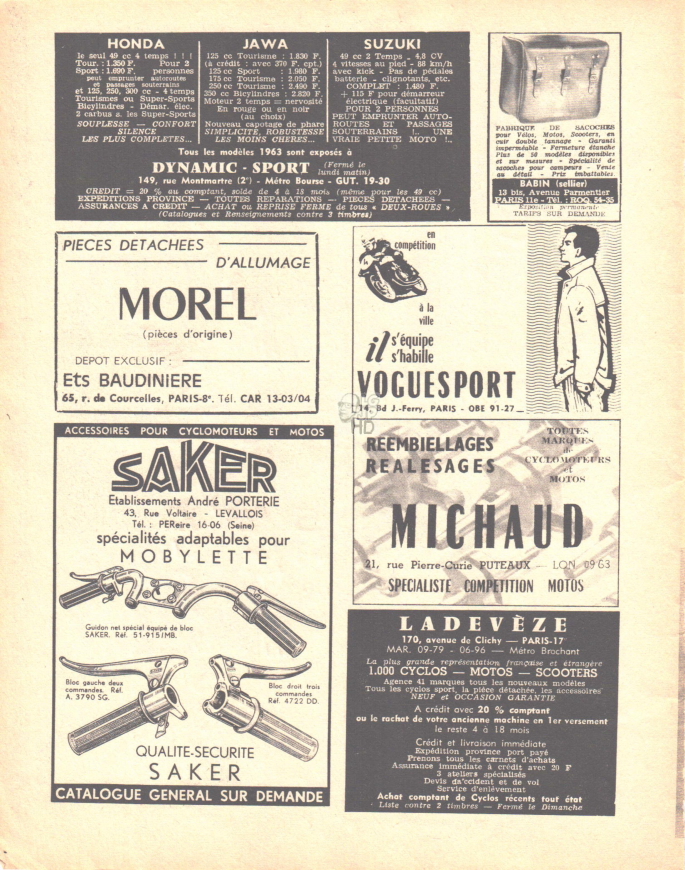 HONDA
le seul 49 cc 4 temps ! ! !
Tour. : 1.350 F. Pour 2
Sport : 1.690 F. personnes
peut emprunter autoroutes
et passages souterrains
et 125, 250, 300 cc - 4 temps
Tourismes ou Super-Sports
Bicylindres - Démar. élec.
2 carbus s. les Super-Sports
SOUPLESSE — CONFORT
SILENCE
LES PLUS COMPLETES...
JAWA
125 cc Tourisme : 1.830 F.
(à crédit : avec 370 F. cpt.)
125 cc Sport : 1.980 F.
175 cc Tourisme : 2.050 F.
250 cc Tourisme : 2.490 F.
350 cc Bicylindres : 2.820 F.
Moteur 2 temps = nervosité
En rouge ou en noir
(au choix)
Nouveau capotage de phare
SIMPLICITÉ, ROBUSTESSE
LES MOINS CHERES...
SUZUKI
49 cc 2 Temps - 4,8 CV
4 vitesses au pied - 88 km/h
avec kick - Pas de pédales
batterie - clignotants, etc.
COMPLET : 1.480 F.
— 115 F pour démarreur
électrique (facultatif)
POUR 2 PERSONNES
PEUT EMPRUNTER AUTO-
ROUTES ET PASSAGES
SOUTERRAINS !.. UNE
VRAIE PETITE MOTO !..
Tous les modèles 1963 sont exposés à
DYNAMIC - SPORT (Fermé le
lundi matin)
149, rue Montmartre (2e) - Métro Bourse - GUT. 19-30
CREDIT = 20 % au comptant, solde de 4 à 18 mois (même pour les 49 cc)
EXPEDITIONS PROVINCE — TOUTES REPARATIONS — PIECES DETACHEES —
ASSURANCES A CREDIT — ACHAT ou REPRISE FERME de tous « DEUX-ROUES »
(Catalogues et Renseignements contre 3 timbres)
FABRIQUE DE SACOCHES
pour Vélos, Motos, Scooters, en
cuir double tannage - Garanti
imperméable - Fermeture étanche
Plus de 50 modèles disponibles
et sur mesures - Spécialité de
sacoches pour campeurs - Vente
au détail - Prix imbattables
BABIN (sellier)
13 bis, Avenue Parmentier
PARIS 11e - Tél. : ROQ. 54-35
Exposition permanente
TARIFS SUR DEMANDE
PIECES DETACHEES
D'ALLUMAGE
MOREL
(pièces d'origine)
DEPOT EXCLUSIF :
Ets BAUDINIERE
65, r. de Courcelles, PARIS-8e. Tél. CAR 13-03/04
en
compétition
à la
ville
il s'équipe
s'habille
VOGUESPORT
14, Bd J.-Ferry, PARIS - OBE 91-27
HD
ACCESSOIRES POUR CYCLOMOTEURS ET MOTOS
SAKER
Etablissements André PORTERIE
43, Rue Voltaire - LEVALLOIS
Tél. : PEReire 16-06 (Seine)
spécialités adaptables pour
MOBYLETTE
Guidon net spécial équipé de bloc
SAKER. Réf. 51-915/MB.
Bloc gauche deux
commandes. Réf.
A. 3790 SG.
Bloc droit trois
commandes
Réf. 4722 DD.
QUALITE-SECURITE
SAKER
CATALOGUE GENERAL SUR DEMANDE
REEMBIELLAGES
REALESAGES
TOUTES
MARQUES
de
CYCLOMOTEURS
et
MOTOS
MICHAUD
21, rue Pierre-Curie PUTEAUX — LON 09-63
SPECIALISTE COMPETITION MOTOS
LADEVÈZE
170, avenue de Clichy — PARIS-17e
MAR. 09-79 - 06-96 — Métro Brochant
La plus grande représentation française et étrangère
1.000 CYCLOS — MOTOS — SCOOTERS
Agence 41 marques tous les nouveaux modèles
Tous les cyclos sport, la pièce détachée, les accessoires
NEUF et OCCASION GARANTIE
A crédit avec 20 % comptant
ou le rachat de votre ancienne machine en 1er versement
le reste 4 à 18 mois
Crédit et livraison immédiate
Expédition province port payé
Prenons tous les carnets d'achats
Assurance immédiate à crédit avec 20 F
3 ateliers spécialisés
Devis d'accident et de vol
Service d'enlèvement
Achat comptant de Cyclos récents tout état
Liste contre 2 timbres — Fermé le Dimanche